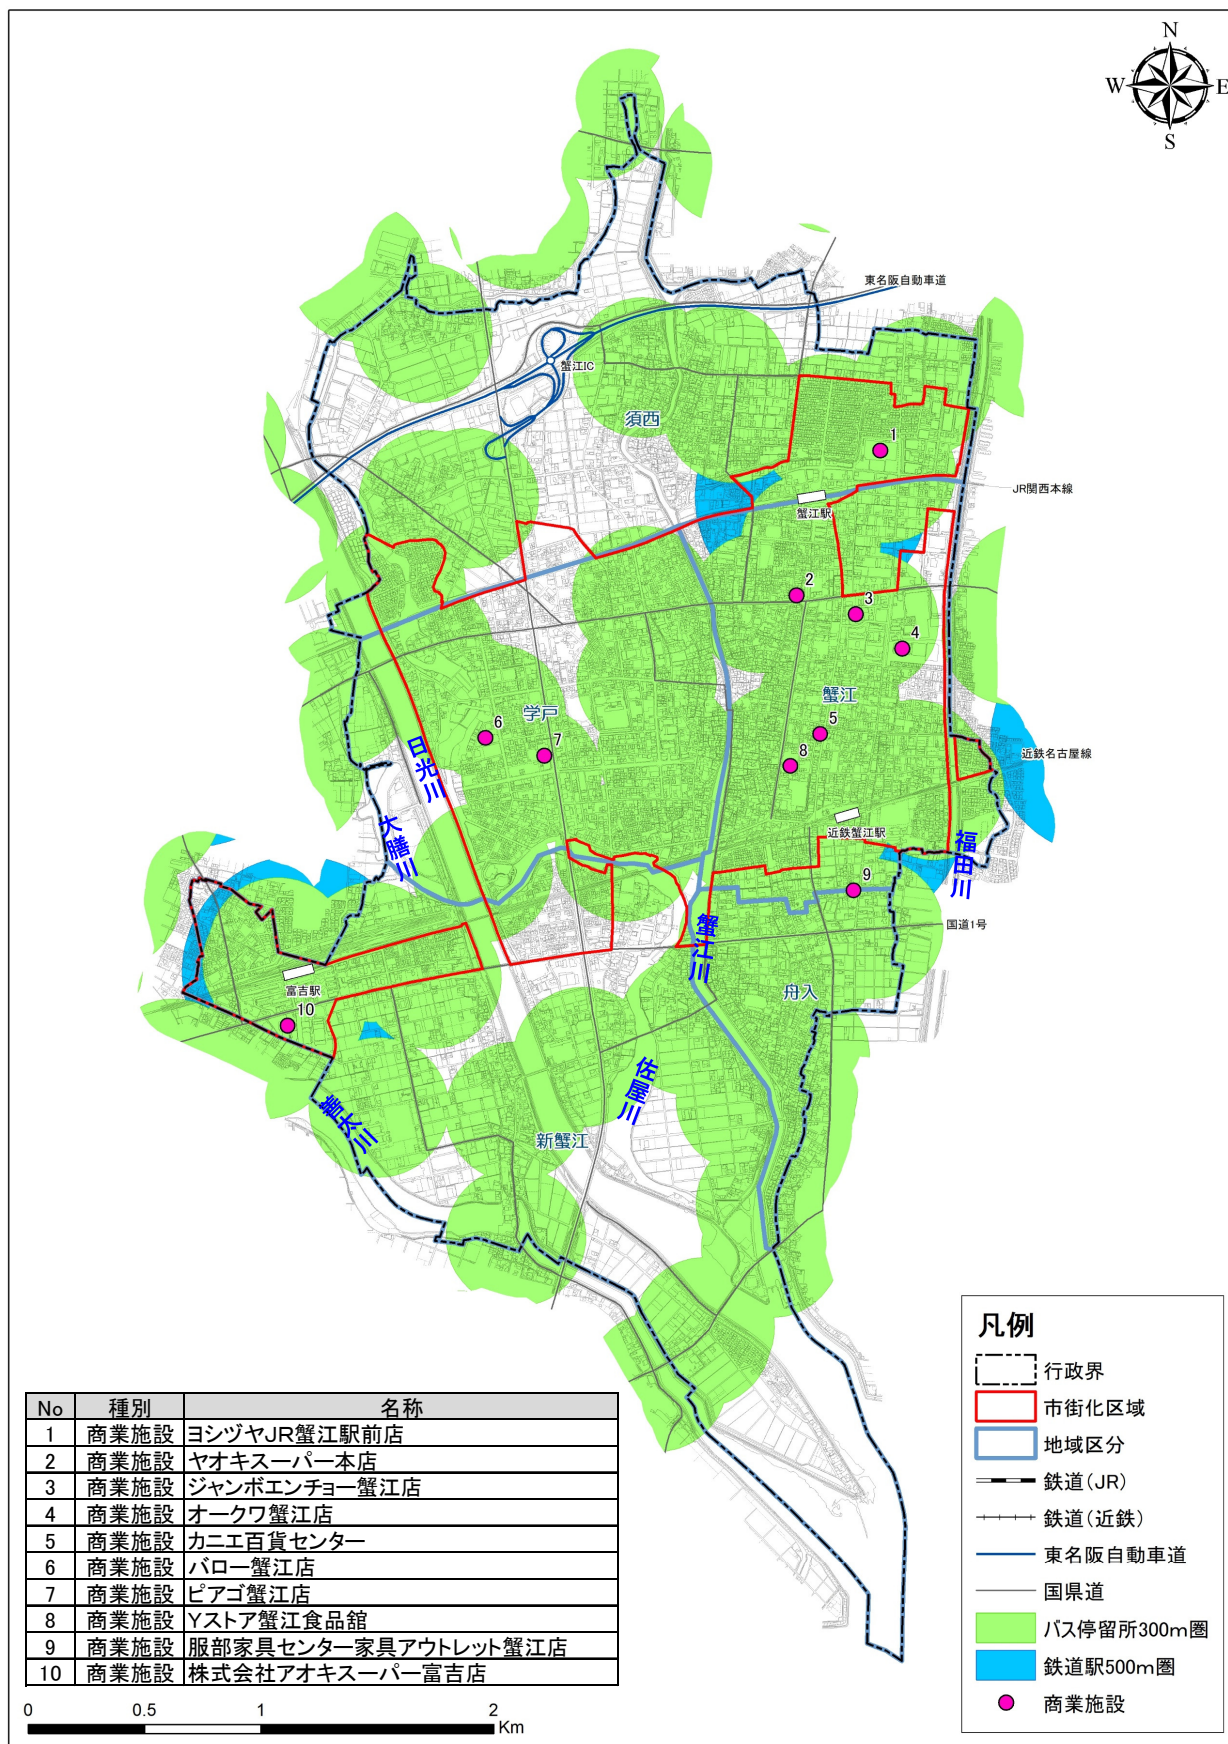 N
W
E
S
東名阪自動車道
蟹江IC
須西
1
JR関西本線
蟹江駅
2
3
4
蟹江
学戸
6
5
7
8
日光川
近鉄名古屋線
大膳川
近鉄蟹江駅
福田川
9
蟹江川
国道1号
富吉駅
舟入
10
佐屋川
善太川
新蟹江
凡例
行政界
市街化区域
地域区分
鉄道(JR)
鉄道(近鉄)
東名阪自動車道
国県道
バス停留所300m圏
鉄道駅500m圏
商業施設
No 種別 名称
1 商業施設 ヨシヅヤJR蟹江駅前店
2 商業施設 ヤオキスーパー本店
3 商業施設 ジャンボエンチョー蟹江店
4 商業施設 オークワ蟹江店
5 商業施設 カニエ百貨センター
6 商業施設 バロー蟹江店
7 商業施設 ピアゴ蟹江店
8 商業施設 Yストア蟹江食品舘
9 商業施設 服部家具センター家具アウトレット蟹江店
10 商業施設 株式会社アオキスーパー富吉店
0 0.5 1 2
Km